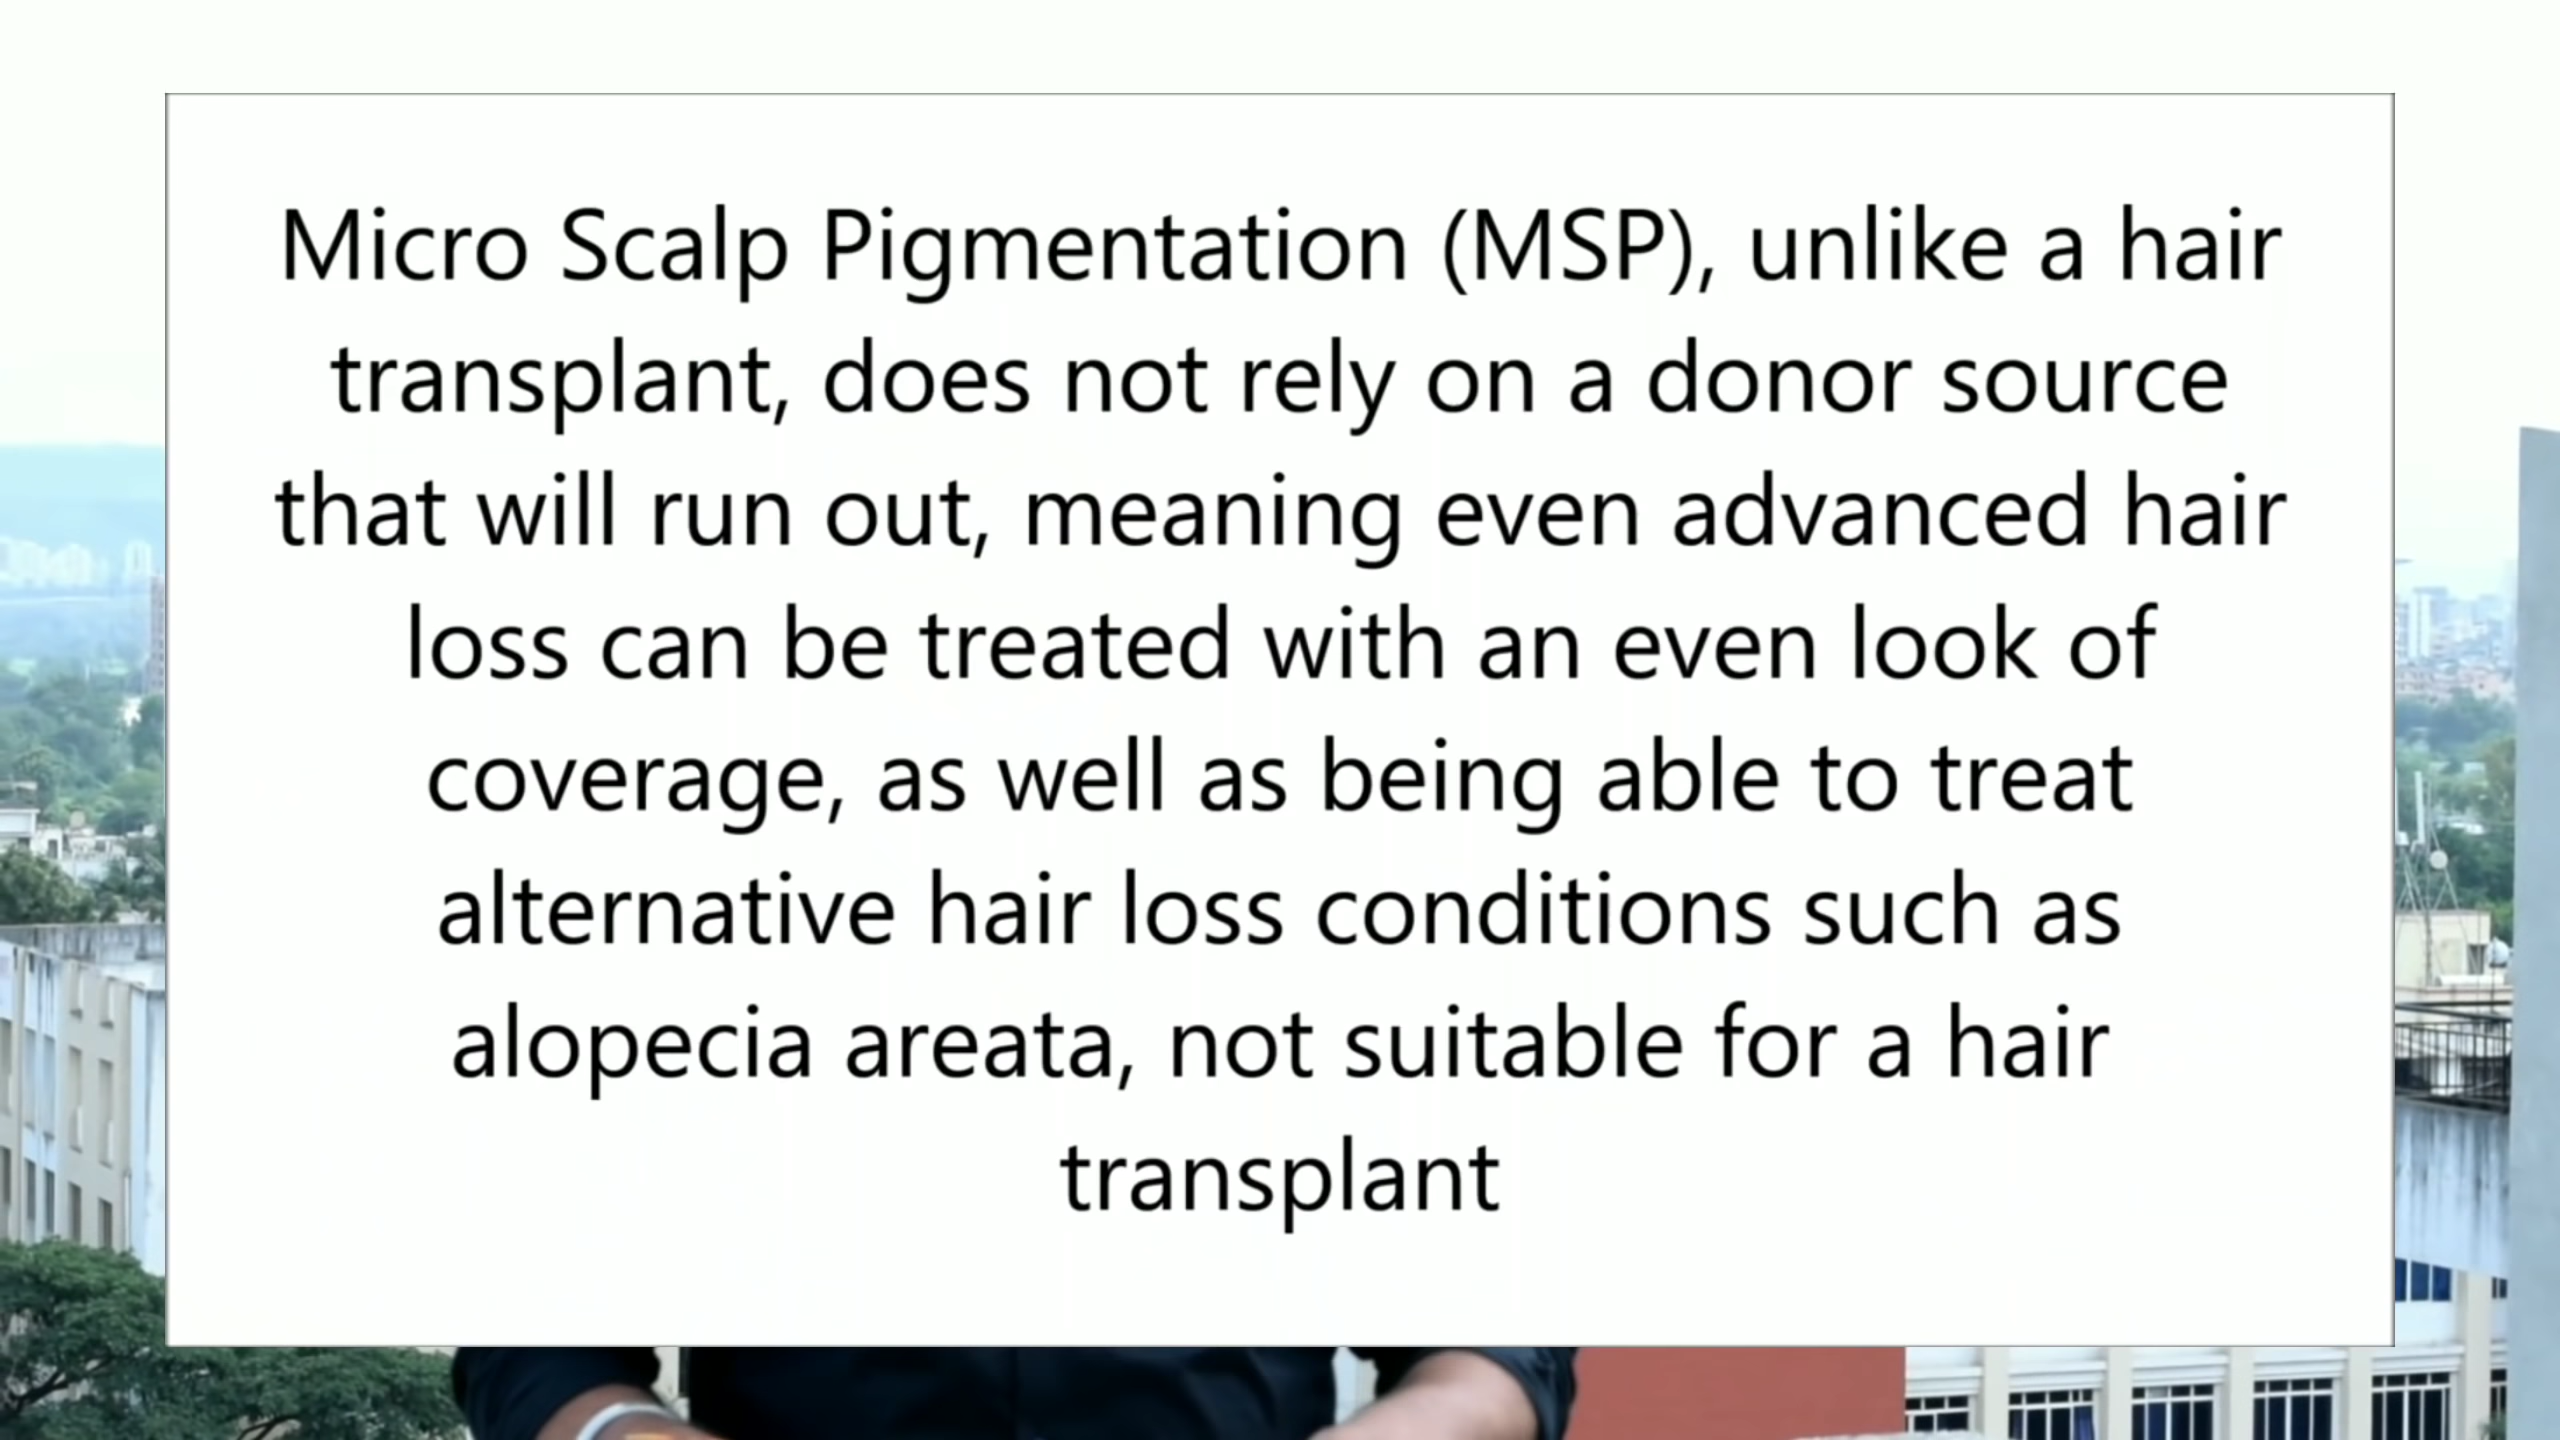 Micro Scalp Pigmentation (MSP), unlike a hair
transplant, does not rely on a donor source
that will run out, meaning even advanced hair
loss can be treated with an even look of
coverage, as well as being able to treat
alternative hair loss conditions such as
alopecia areata, not suitable for a hair
transplant